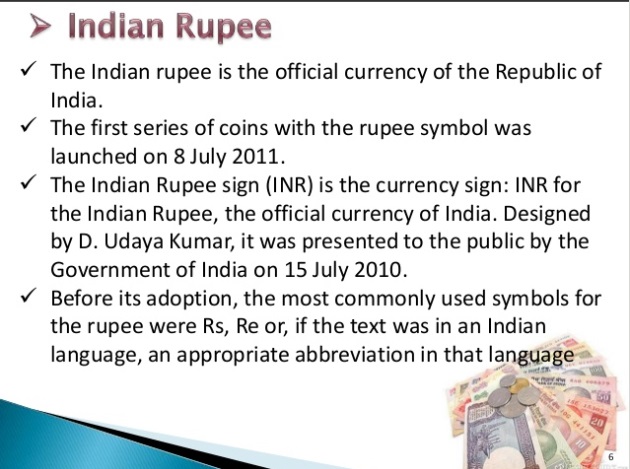 Indian Rupee
The Indian rupee is the official currency of the Republic of
India.
The first series of coins with the rupee symbol was
launched on 8 July 2011.
The Indian Rupee sign (INR) is the currency sign: INR for
the Indian Rupee, the official currency of India. Designed
by D. Udaya Kumar, it was presented to the public by the
Government of India on 15 July 2010.
Before its adoption, the most commonly used symbols for
the rupee were Rs, Re or, if the text was in an Indian
language, an appropriate abbreviation in that language
6